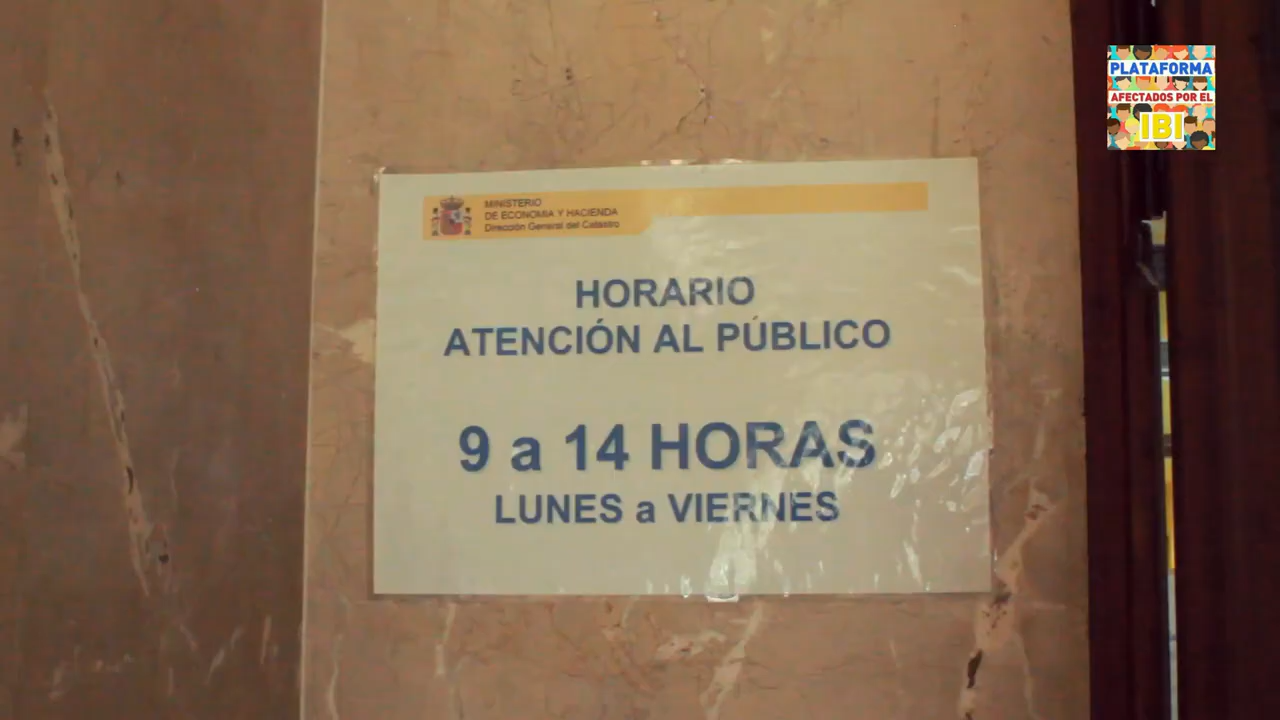 PLATAFORMA
AFECTADOS POR EL
IBI
MINISTERIO
DE ECONOMIA Y HACIENDA
Dirección General del Catastro
HORARIO
ATENCIÓN AL PÚBLICO
9 a 14 HORAS
LUNES a VIERNES